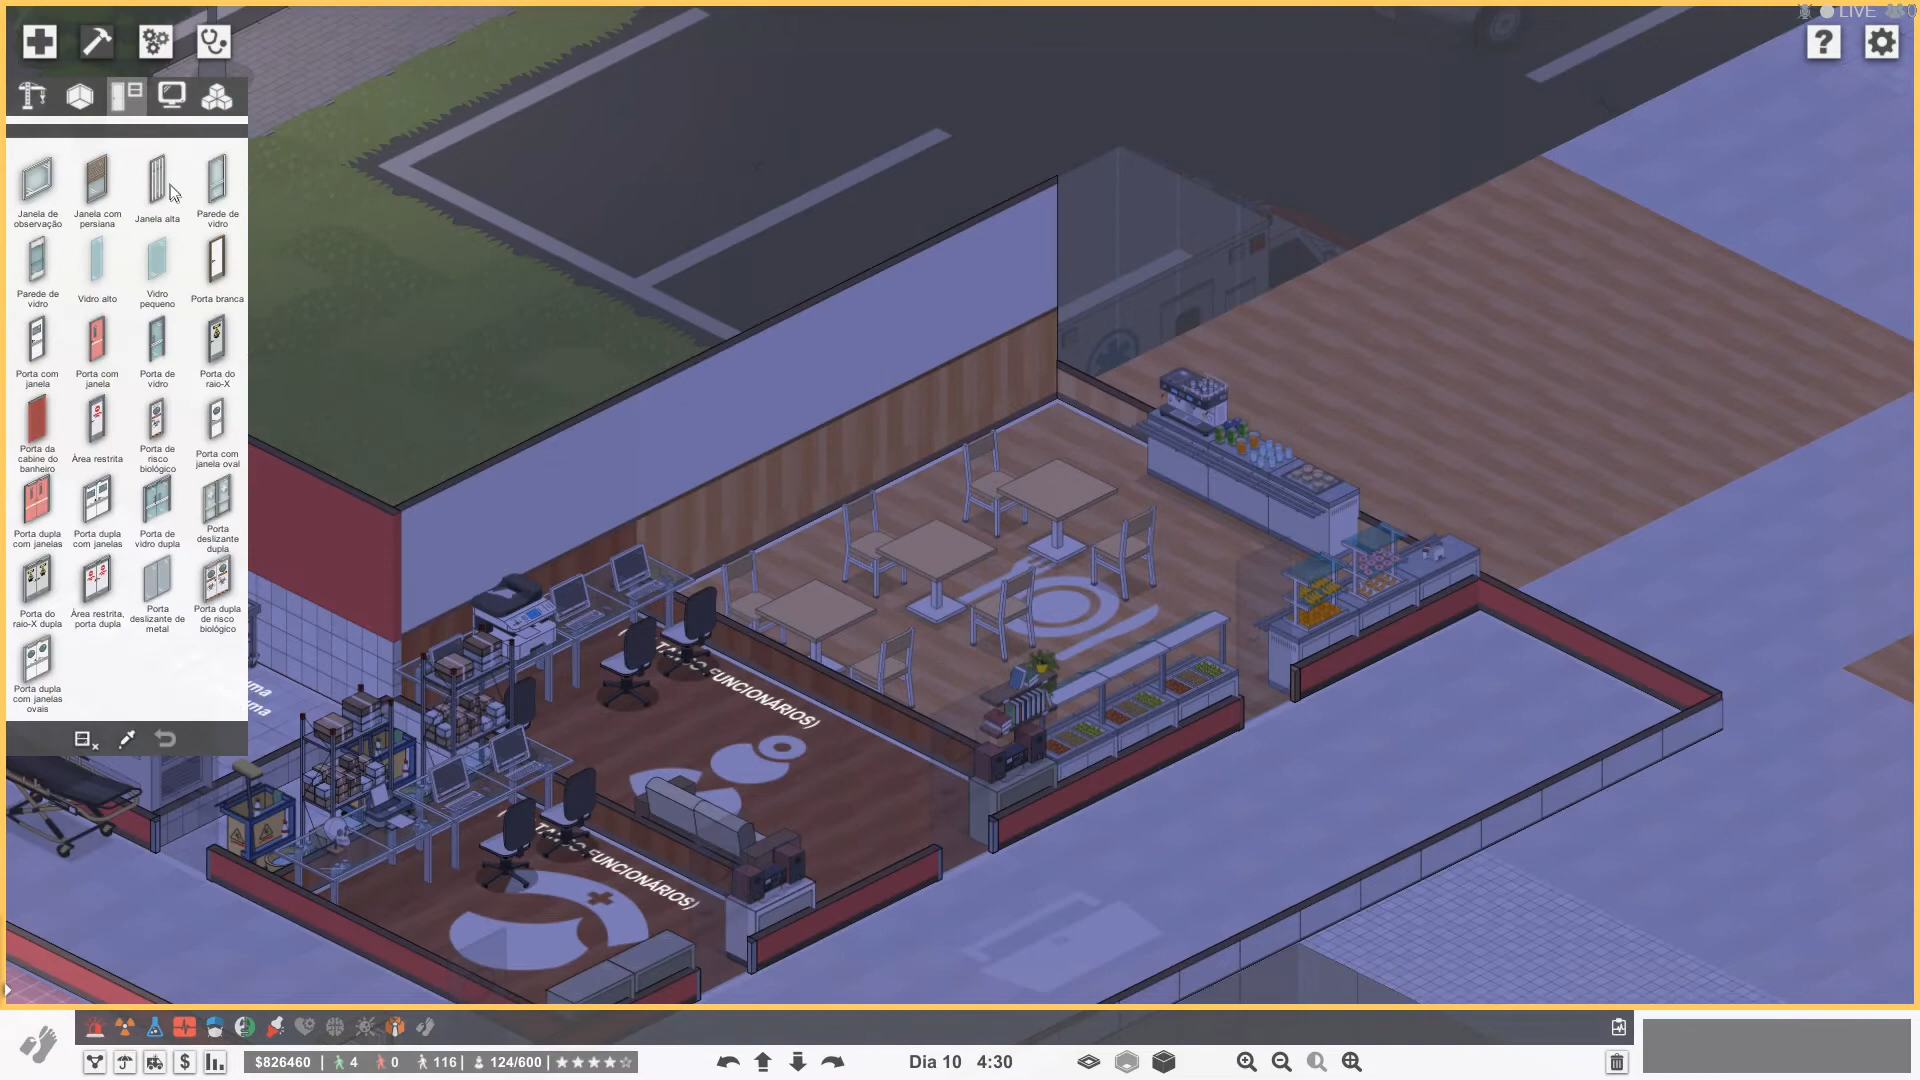 LIVE 0
?
Janela de observação
Janela com persiana
Janela alta
Parede de vidro
Parede de vidro
Vidro alto
Vidro pequeno
Porta branca
Porta com janela
Porta com janela
Porta de vidro
Porta do raio-X
Porta da cabine do banheiro
Área restrita
Porta de risco biológico
Porta com janela oval
Porta dupla com janelas
Porta dupla com janelas
Porta de vidro dupla
Porta deslizante dupla
Porta do raio-X dupla
Área restrita, porta dupla
Porta deslizante de metal
Porta dupla de risco biológico
Porta dupla com janelas ovais
FUNCIONÁRIOS)
FUNCIONÁRIOS)
$826460 | 4 0 116 | 124/600 |
Dia 10 4:30